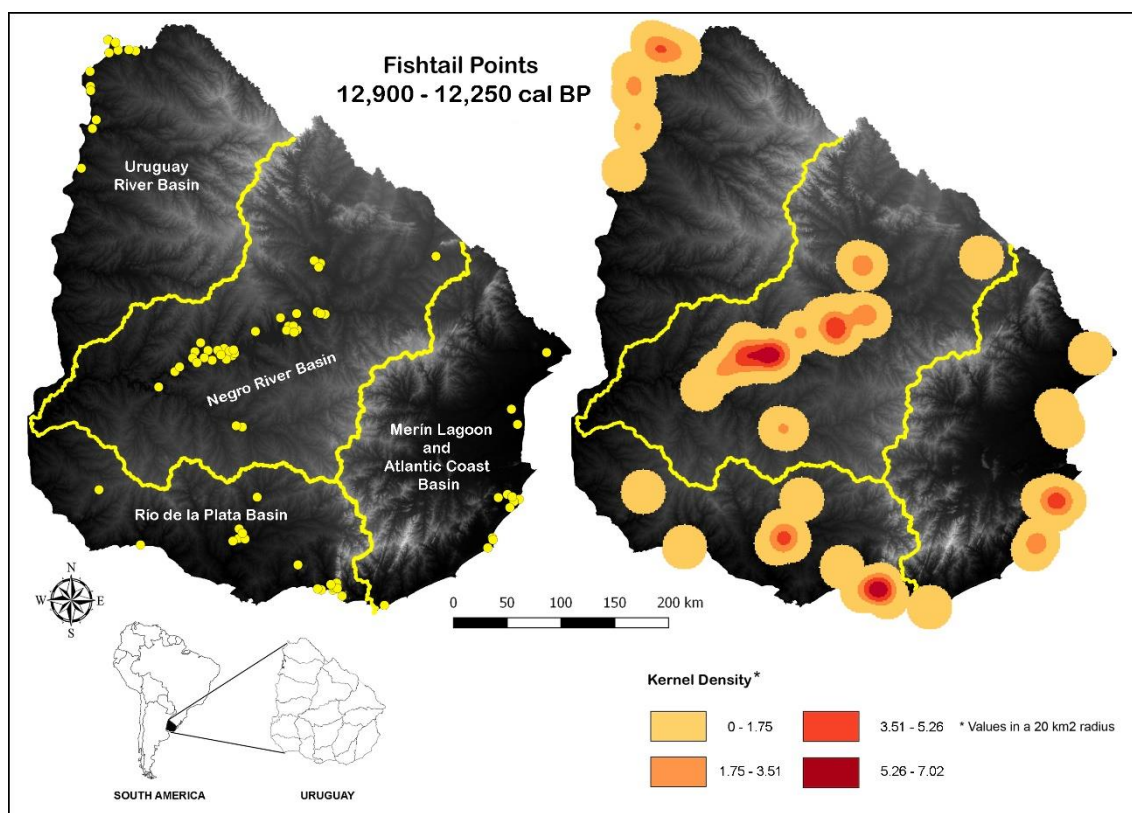 Fishtail Points
12,900 - 12,250 cal BP
Uruguay
River Basin
Negro River Basin
Merín Lagoon
and
Atlantic Coast
Basin
Rio de la Plata Basin
N
W
E
S
0 50 100 150 200 km
SOUTH AMERICA
URUGUAY
Kernel Density*
0 - 1.75
3.51 - 5.26
* Values in a 20 km2 radius
1.75 - 3.51
5.26 - 7.02